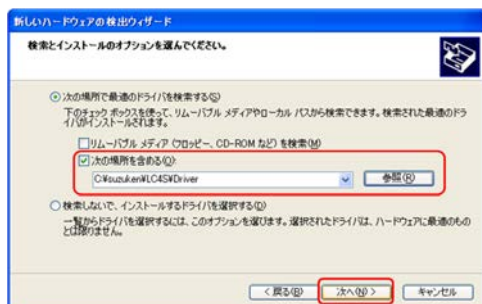 新しいハードウェアの検出ウィザード
検索とインストールのオプションを選んでください。
次の場所で最適のドライバを検索する(S)
下のチェック ボックスを使って、リムーバブル メディアやローカル パスから検索できます。検索された最適のドラ
イバがインストールされます。
リムーバブル メディア (フロッピー、CD-ROM など) を検索(M)
次の場所を含める(O):
C:¥suzuken¥LC4S¥Driver
参照(R)
検索しないで、インストールするドライバを選択する(D)
一覧からドライバを選択するには、このオプションを選びます。選択されたドライバは、ハードウェアに最適のもの
とは限りません。
< 戻る(B)
次へ(N) >
キャンセル